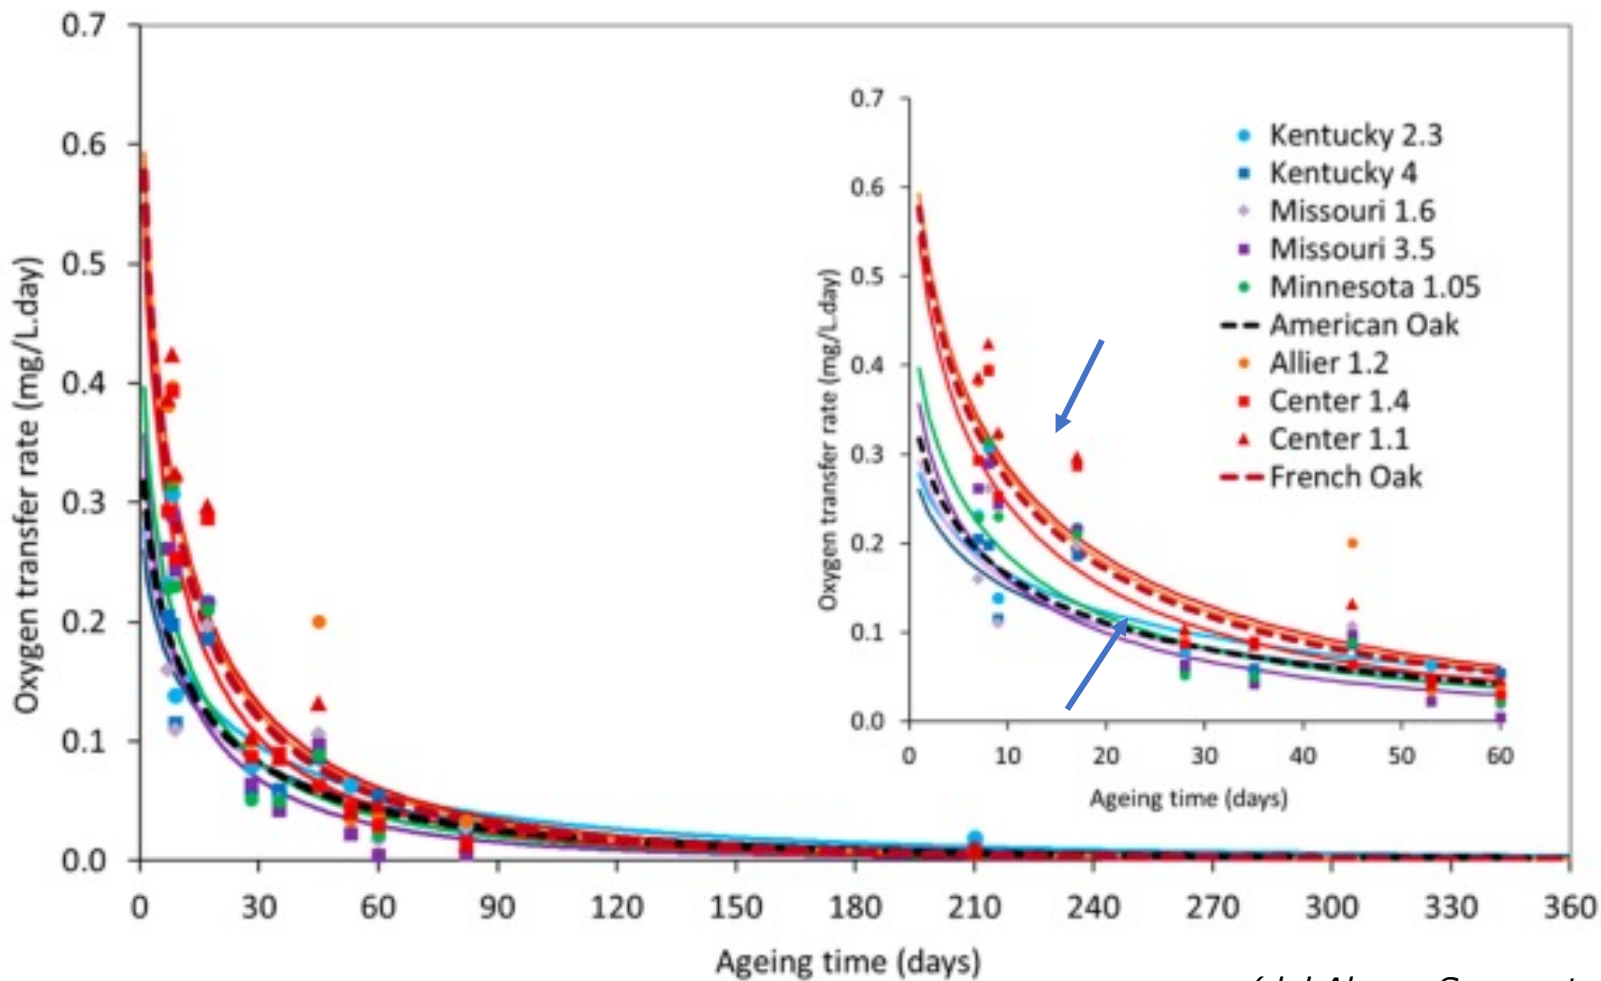 Oxygen transfer rate (mg/L.day)
0.7
0.6
0.5
0.4
0.3
0.2
0.1
0.0
0 30 60 90 120 150 180 210 240 270 300 330 360
Ageing time (days)
Oxygen transfer rate (mg/L.day)
0.7
0.6
0.5
0.4
0.3
0.2
0.1
0.0
0 10 20 30 40 50 60
Ageing time (days)
Kentucky 2.3
Kentucky 4
Missouri 1.6
Missouri 3.5
Minnesota 1.05
American Oak
Allier 1.2
Center 1.4
Center 1.1
French Oak